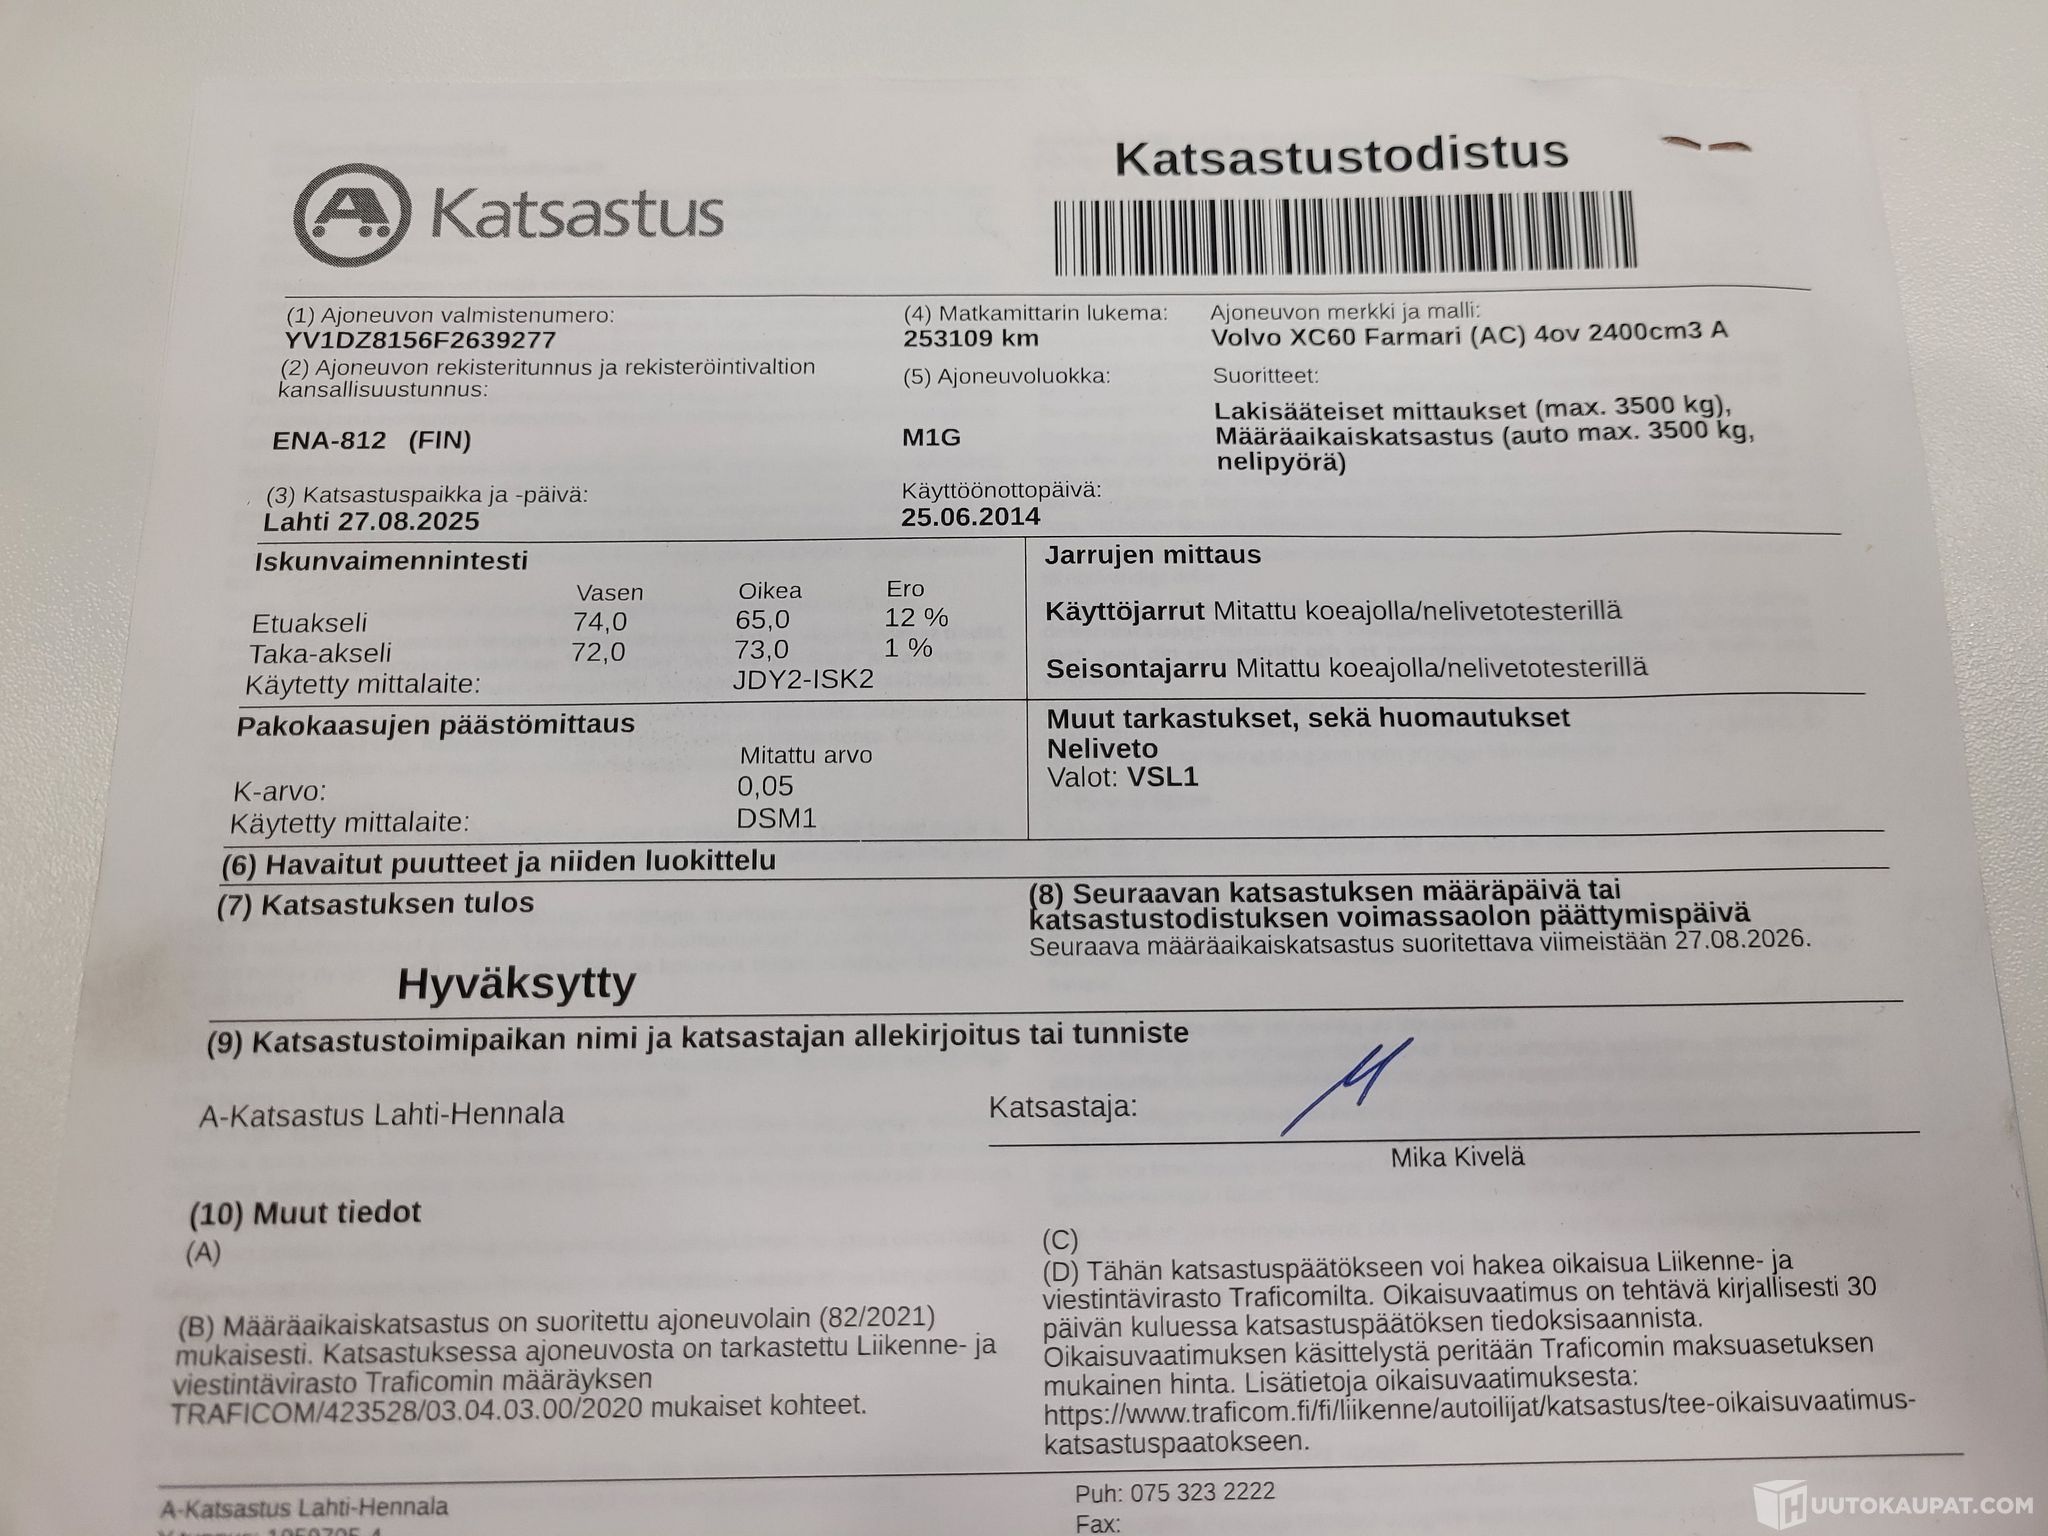 Katsastus
Katsastustodistus
(1) Ajoneuvon valmistenumero:
YV1DZ8156F2639277
(4) Matkamittarin lukema:
253109 km
Ajoneuvon merkki ja malli:
Volvo XC60 Farmari (AC) 4ov 2400cm3 A
(2) Ajoneuvon rekisteritunnus ja rekisteröintivaltion
kansallisuustunnus:
ENA-812 (FIN)
(5) Ajoneuvoluokka:
M1G
Suoritteet:
Lakisääteiset mittaukset (max. 3500 kg),
Määräaikaiskatsastus (auto max. 3500 kg,
nelipyörä)
(3) Katsastuspaikka ja -päivä:
Lahti 27.08.2025
Käyttöönottopäivä:
25.06.2014
Iskunvaimennintesti
Vasen Oikea Ero
Etuakseli 74,0 65,0 12 %
Taka-akseli 72,0 73,0 1 %
Käytetty mittalaite: JDY2-ISK2
Jarrujen mittaus
Käyttöjarrut Mitattu koeajolla/nelivetotesterillä
Seisontajarru Mitattu koeajolla/nelivetotesterillä
Pakokaasujen päästömittaus
Mitattu arvo
K-arvo: 0,05
Käytetty mittalaite: DSM1
Muut tarkastukset, sekä huomautukset
Neliveto
Valot: VSL1
(6) Havaitut puutteet ja niiden luokittelu
(7) Katsastuksen tulos
Hyväksytty
(8) Seuraavan katsastuksen määräpäivä tai
katsastustodistuksen voimassaolon päättymispäivä
Seuraava määräaikaiskatsastus suoritettava viimeistään 27.08.2026.
(9) Katsastustoimipaikan nimi ja katsastajan allekirjoitus tai tunniste
A-Katsastus Lahti-Hennala
Katsastaja:
Mika Kivelä
(10) Muut tiedot
(A)
(B) Määräaikaiskatsastus on suoritettu ajoneuvolain (82/2021)
mukaisesti. Katsastuksessa ajoneuvosta on tarkastettu Liikenne- ja
viestintävirasto Traficomin määräyksen
TRAFICOM/423528/03.04.03.00/2020 mukaiset kohteet.
(C)
(D) Tähän katsastuspäätökseen voi hakea oikaisua Liikenne- ja
viestintävirasto Traficomilta. Oikaisuvaatimus on tehtävä kirjallisesti 30
päivän kuluessa katsastuspäätöksen tiedoksisaannista.
Oikaisuvaatimuksen käsittelystä peritään Traficomin maksuasetuksen
mukainen hinta. Lisätietoja oikaisuvaatimuksesta:
https://www.traficom.fi/fi/liikenne/autoilijat/katsastus/tee-oikaisuvaatimus-
katsastuspaatokseen.
A-Katsastus Lahti-Hennala
Puh: 075 323 2222
Fax:
HUUTOKAUPAT.COM